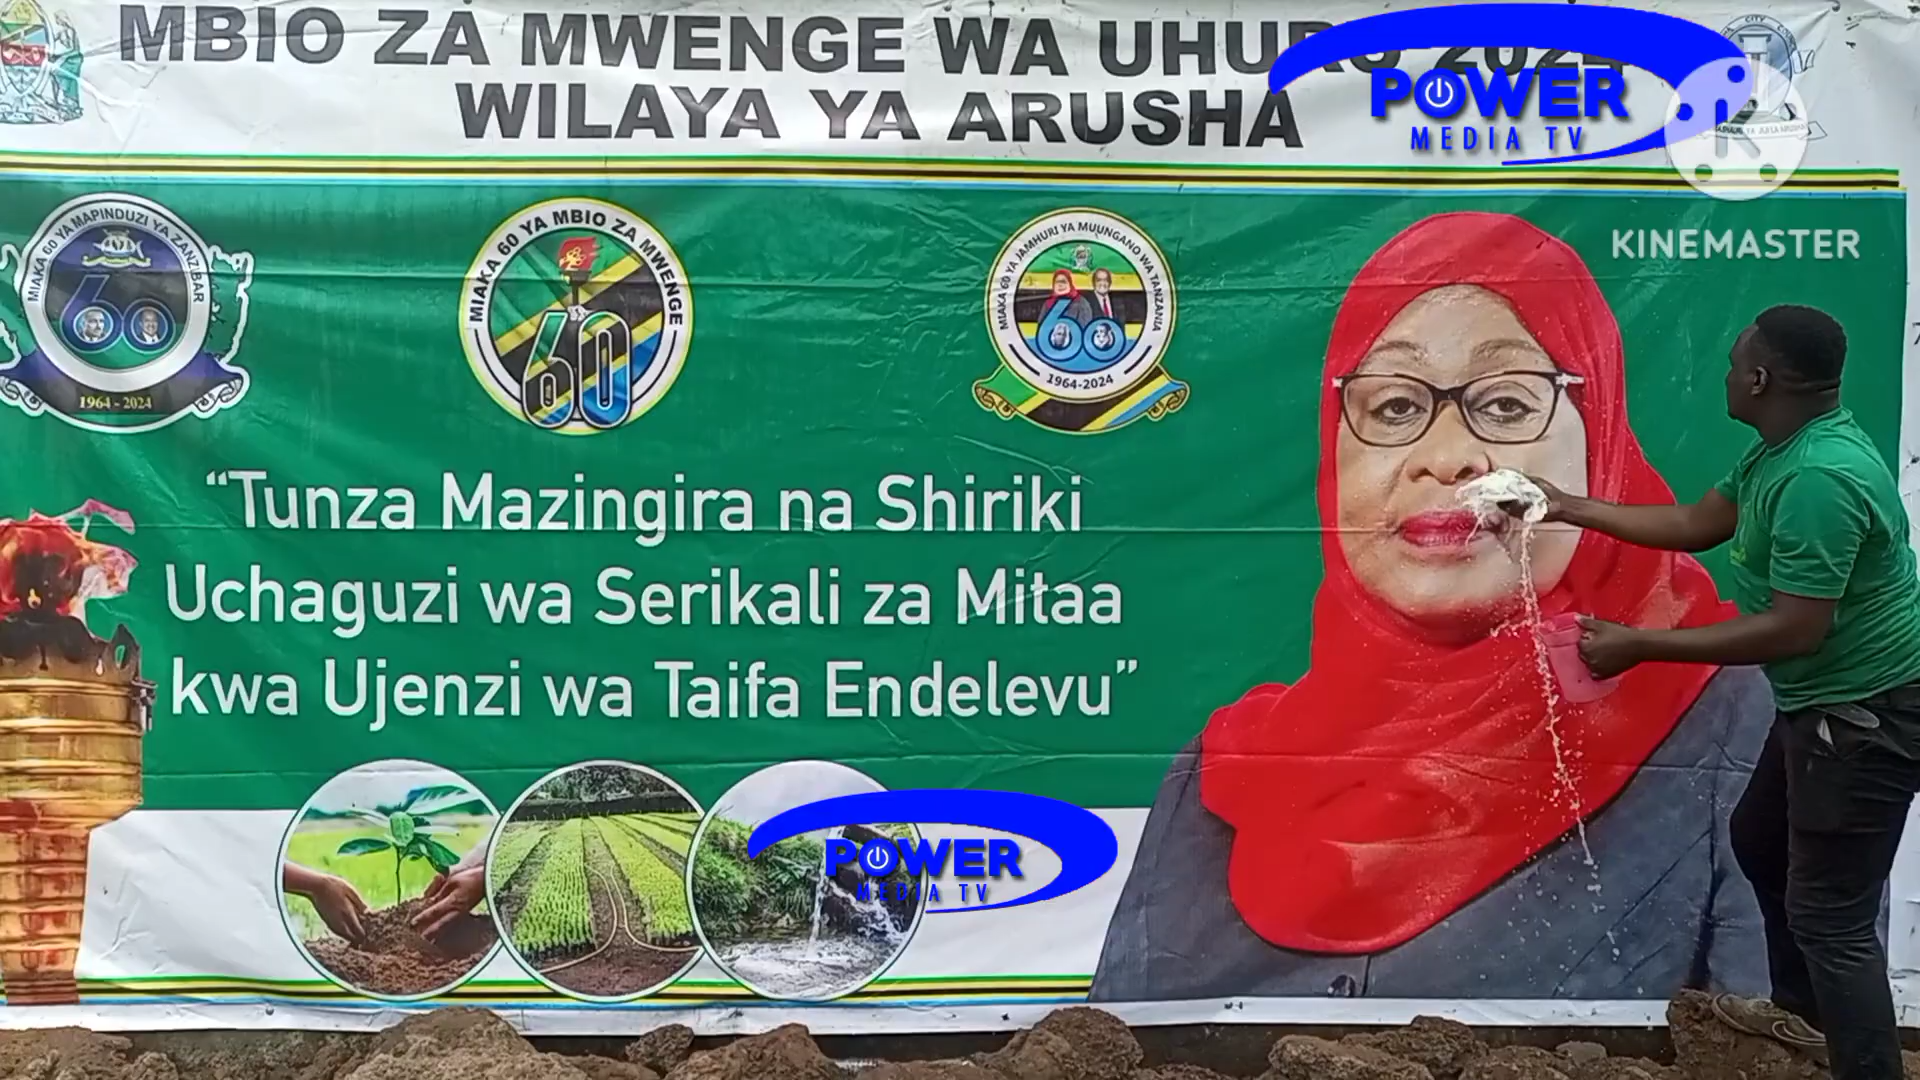 MBIO ZA MWENGE WA UHURU 2024
WILAYA YA ARUSHA
POWER
MEDIA TV
KINEMASTER
MIAKA 60 YA MAPINDUZI YA ZANZIBAR
60
1964 - 2024
MIAKA 60 YA MBIO ZA MWENGE
60
MIAKA 60 YA JAMHURI YA MUUNGANO WA TANZANIA
60
1964-2024
“Tunza Mazingira na Shiriki
Uchaguzi wa Serikali za Mitaa
kwa Ujenzi wa Taifa Endelevu”
POWER
MEDIA TV